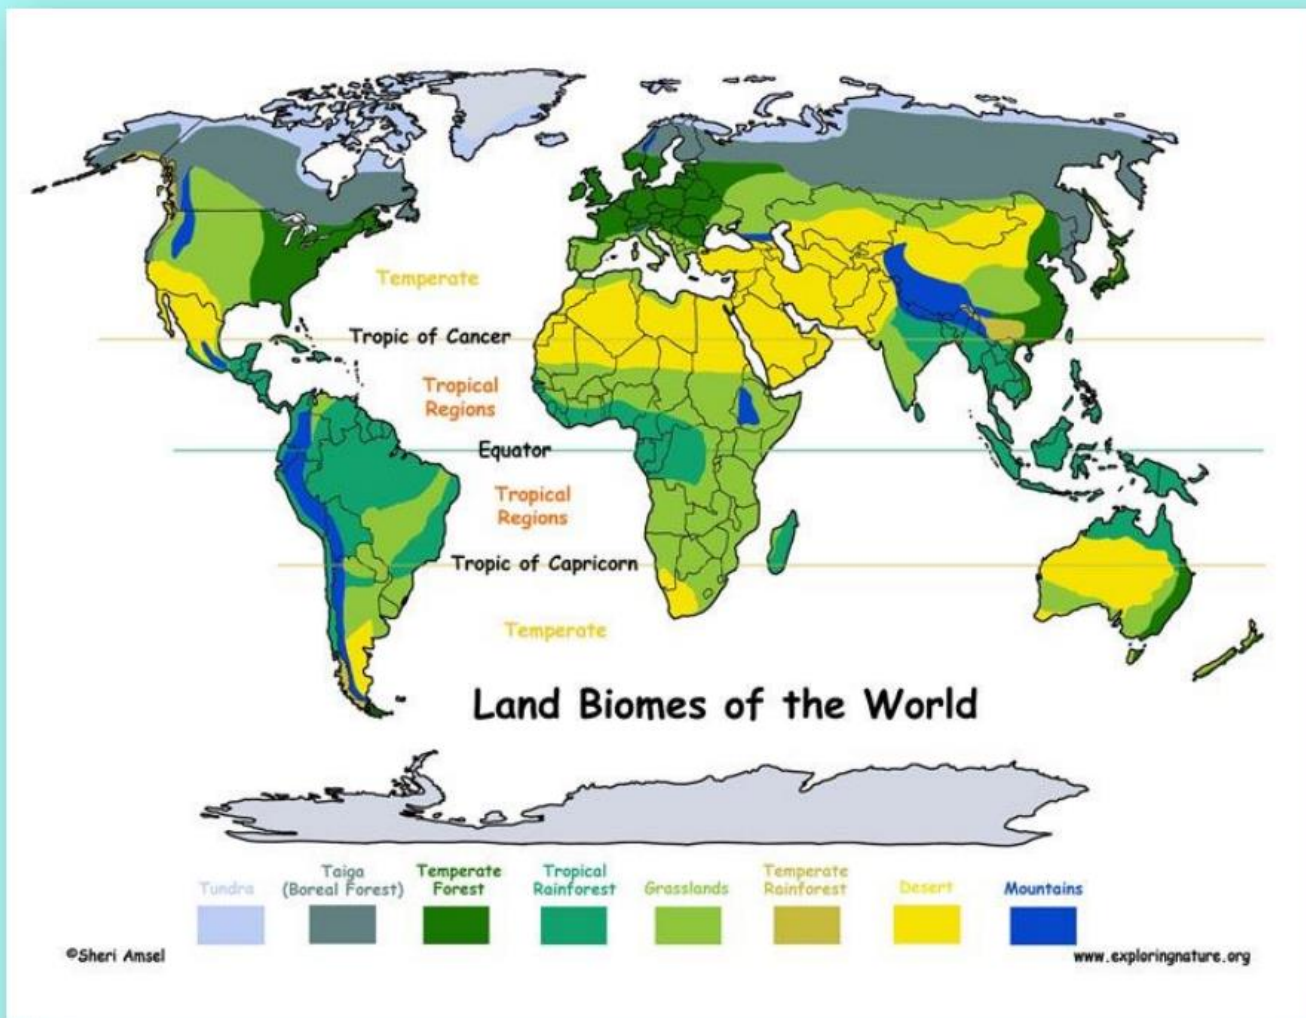 Temperate
Tropic of Cancer
Tropical
Regions
Equator
Tropical
Regions
Tropic of Capricorn
Temperate
Land Biomes of the World
Tundra
Taiga
(Boreal Forest)
Temperate
Forest
Tropical
Rainforest
Grasslands
Temperate
Rainforest
Desert
Mountains
©Sheri Amsel
www.exploringnature.org